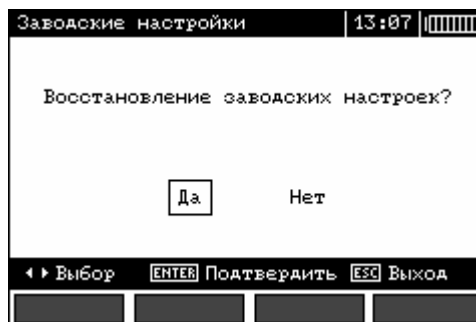 Заводские настройки 13:07
Восстановление заводских настроек?
Да Нет
Выбор ENTER Подтвердить ESC Выход